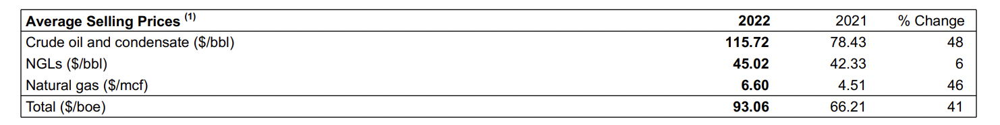 Average Selling Prices (1) 2022 2021 % Change
Crude oil and condensate ($/bbl) 115.72 78.43 48
NGLs ($/bbl) 45.02 42.33 6
Natural gas ($/mcf) 6.60 4.51 46
Total ($/boe) 93.06 66.21 41